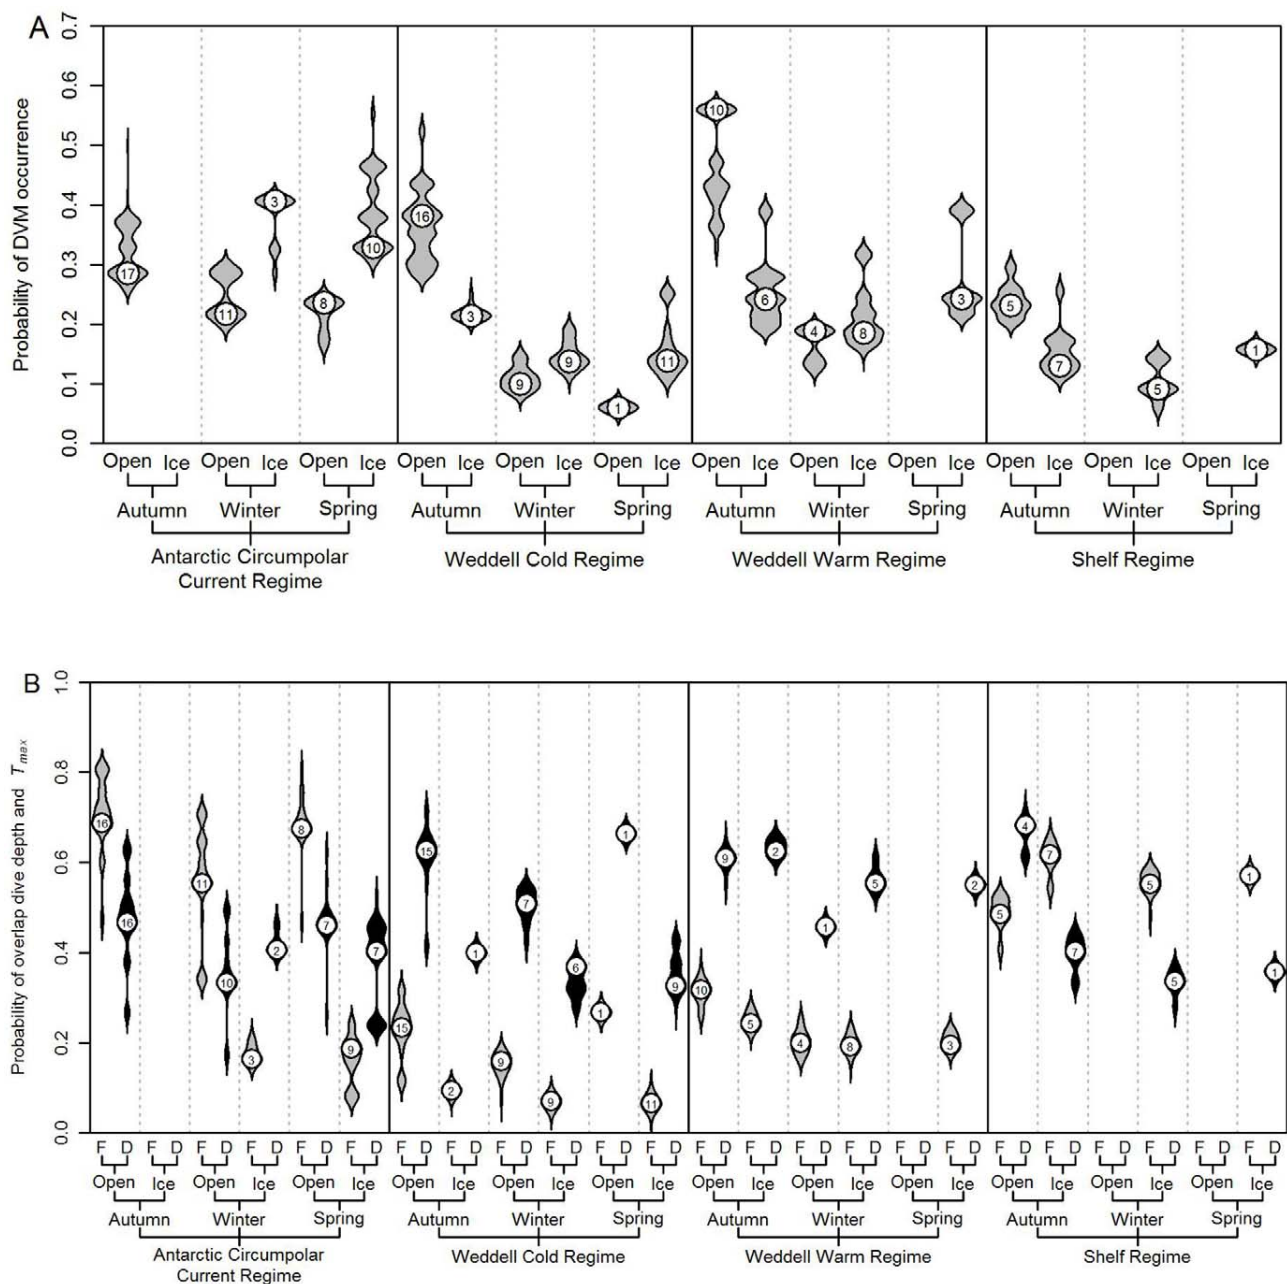 A
Probability of DVM occurrence
0.7
0.6
0.5
0.4
0.3
0.2
0.1
0.0
17 11 3 8 10 16 3 9 9 1 11 10 6 4 8 3 5 7 5 1
Open Ice Open Ice Open Ice Open Ice Open Ice Open Ice Open Ice Open Ice Open Ice Open Ice Open Ice Open Ice
Autumn Winter Spring Autumn Winter Spring Autumn Winter Spring Autumn Winter Spring
Antarctic Circumpolar
Current Regime
Weddell Cold Regime
Weddell Warm Regime
Shelf Regime
B
Probability of overlap dive depth and Tmax
1.0
0.8
0.6
0.4
0.2
0.0
16 16 11 10 3 2 8 7 9 7 15 15 2 1 9 7 9 6 1 1 11 9 10 9 5 2 4 1 8 5 3 2 5 4 7 7 5 5 1 1
F D F D F D F D F D F D F D F D F D F D F D F D F D F D F D F D F D F D F D F D F D F D F D F D
Open Ice Open Ice Open Ice Open Ice Open Ice Open Ice Open Ice Open Ice Open Ice Open Ice Open Ice Open Ice
Autumn Winter Spring Autumn Winter Spring Autumn Winter Spring Autumn Winter Spring
Antarctic Circumpolar
Current Regime
Weddell Cold Regime
Weddell Warm Regime
Shelf Regime